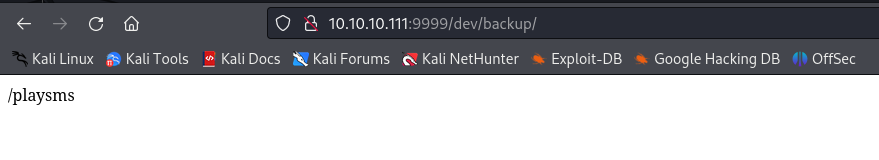 10.10.10.111:9999/dev/backup/
Kali Linux Kali Tools Kali Docs Kali Forums Kali NetHunter Exploit-DB Google Hacking DB OffSec
/playsms